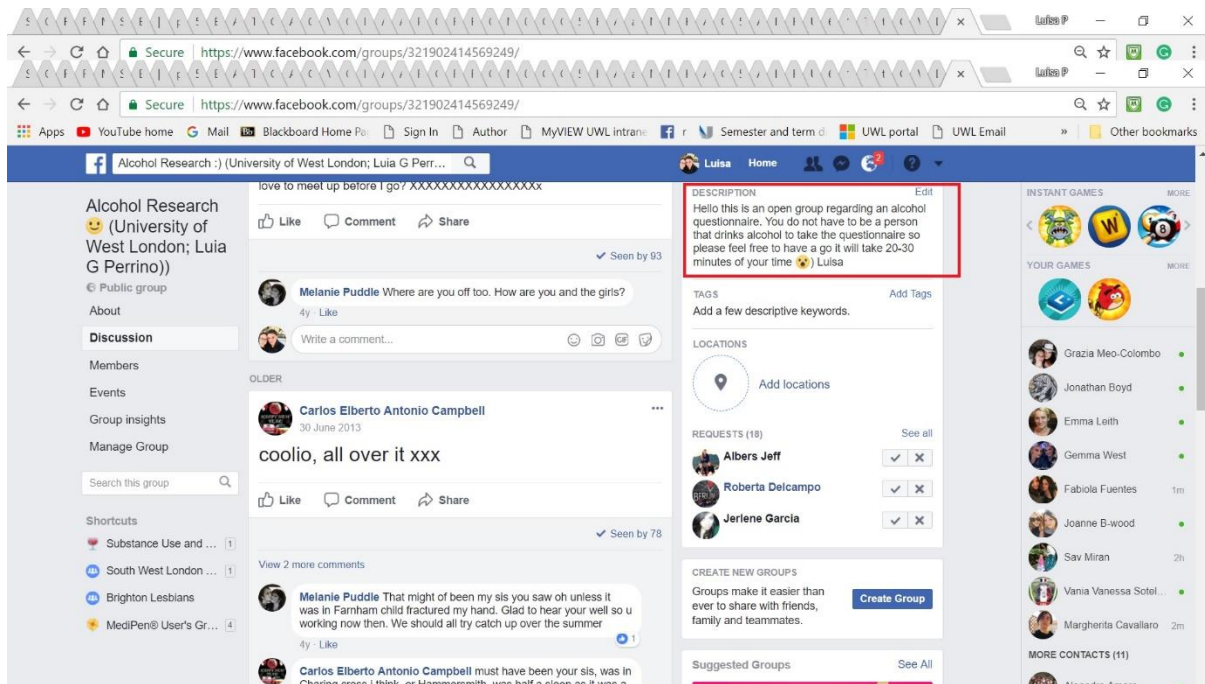 Luisa P
Secure https://www.facebook.com/groups/321902414569249/
Luisa P
Secure https://www.facebook.com/groups/321902414569249/
Apps YouTube home Mail Blackboard Home Pa Sign In Author MyVIEW UWL intrane r Semester and term d UWL portal UWL Email » Other bookmarks
Alcohol Research :) (University of West London; Luia G Perr... Luisa Home 2
Alcohol Research
(University of
West London; Luia
G Perrino))
Public group
About
Discussion
Members
Events
Group insights
Manage Group
Search this group
Shortcuts
Substance Use and ... 1
South West London ... 1
Brighton Lesbians
MediPen® User's Gr... 4
love to meet up before I go? XXXXXXXXXXXXXXXXXx
Like Comment Share
Seen by 93
Melanie Puddle Where are you off too. How are you and the girls?
4y · Like
Write a comment...
GIF
OLDER
Carlos Elberto Antonio Campbell
30 June 2013
coolio, all over it xxx
Like Comment Share
Seen by 78
View 2 more comments
Melanie Puddle That might of been my sis you saw oh unless it
was in Farnham child fractured my hand. Glad to hear your well so u
working now then. We should all try catch up over the summer
4y · Like 1
Carlos Elberto Antonio Campbell must have been your sis, was in
DESCRIPTION Edit
Hello this is an open group regarding an alcohol
questionnaire. You do not have to be a person
that drinks alcohol to take the questionnaire so
please feel free to have a go it will take 20-30
minutes of your time ) Luisa
TAGS Add Tags
Add a few descriptive keywords.
LOCATIONS
Add locations
REQUESTS (18) See all
Albers Jeff
Roberta Delcampo
Jerlene Garcia
CREATE NEW GROUPS
Groups make it easier than
ever to share with friends,
family and teammates.
Create Group
Suggested Groups See All
INSTANT GAMES MORE
W 8
YOUR GAMES MORE
Grazia Meo-Colombo
Jonathan Boyd
Emma Leith
Gemma West
Fabiola Fuentes 1m
Joanne B-wood
Sav Miran 2h
Vania Vanessa Sotel...
Margherita Cavallaro 2m
MORE CONTACTS (11)